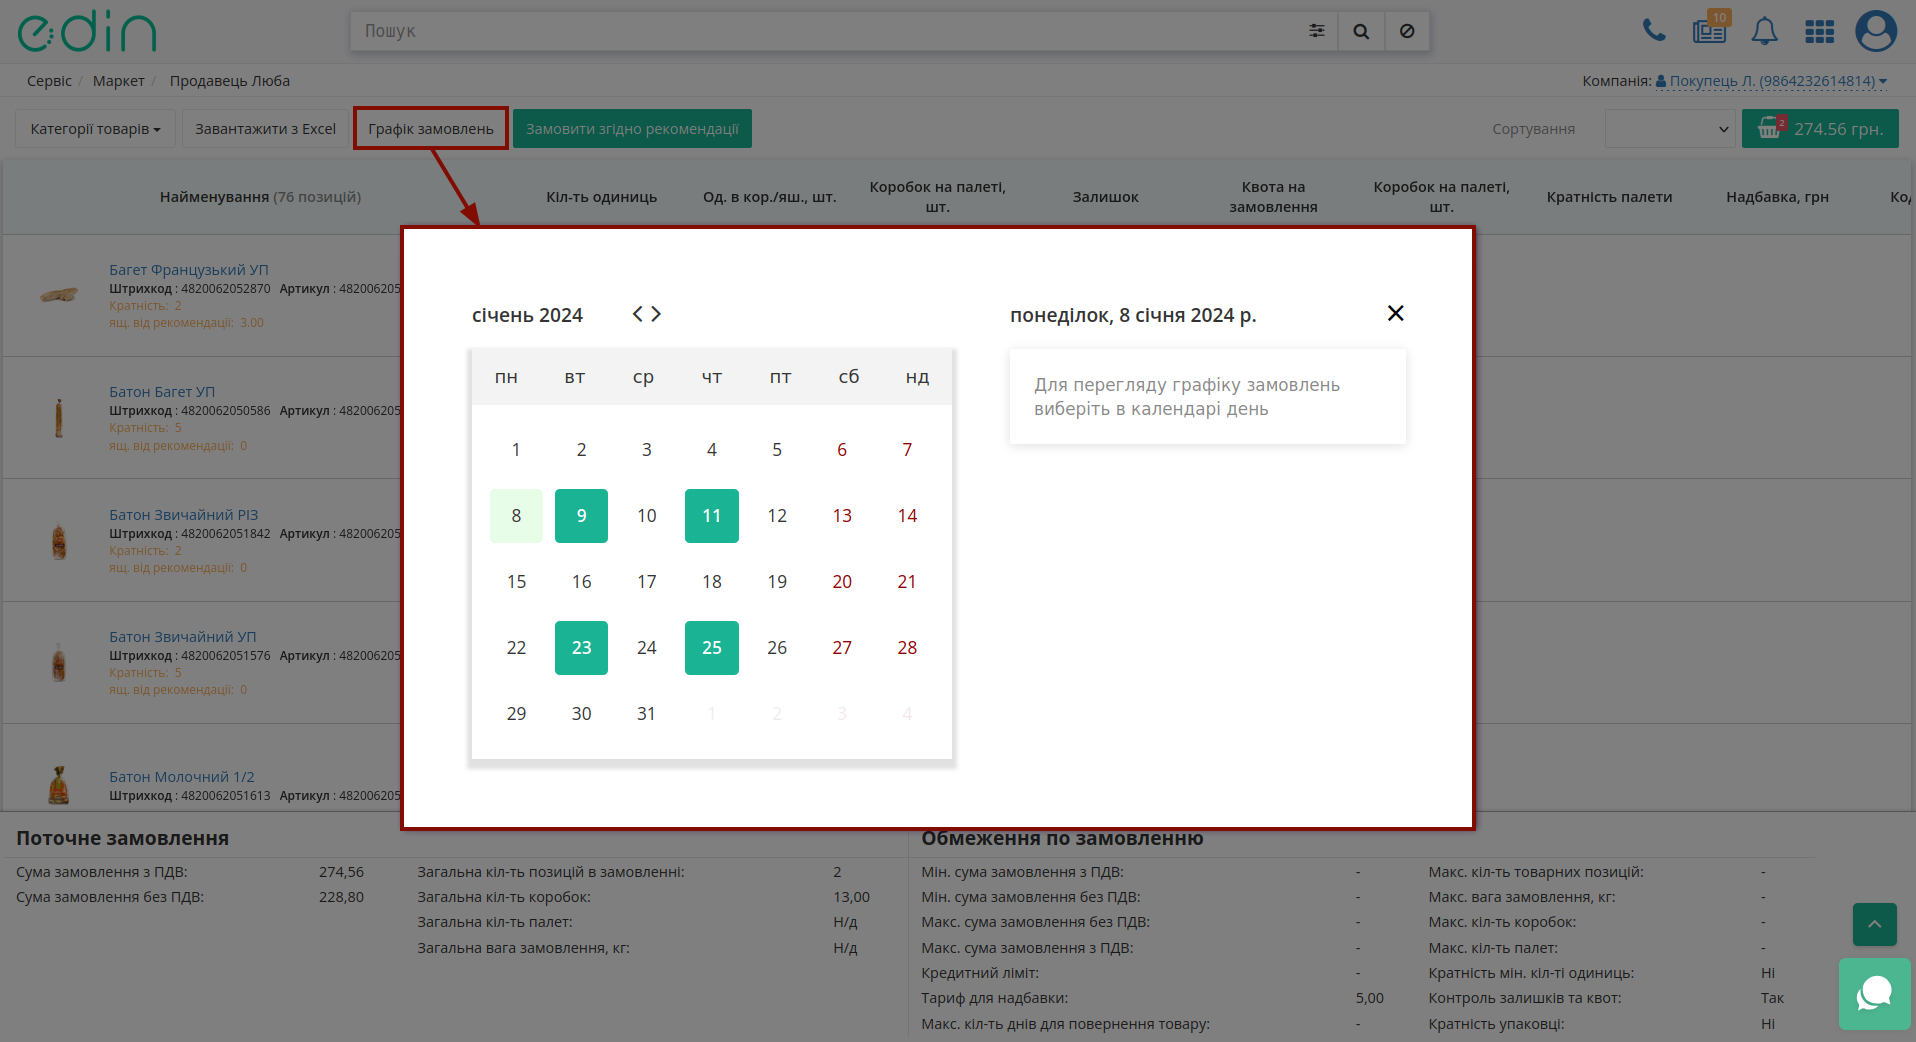 edin
Пошук
10
Сервіс / Маркет / Продавець Люба
Компанія: Покупець Л. (9864232614814)
Категорії товарів
Завантажити з Excel
Графік замовлень
Замовити згідно рекомендації
Сортування
2
274.56 грн.
Найменування (76 позицій)
Кіл-ть одиниць
Од. в кор./яш., шт.
Коробок на палеті,
шт.
Залишок
Квота на
замовлення
Коробок на палеті,
шт.
Кратність палети
Надбавка, грн
Багет Французький УП
Штрихкод : 4820062052870 Артикул : 482006205
Кратність: 2
ящ. від рекомендації: 3.00
Батон Багет УП
Штрихкод : 4820062050586 Артикул : 482006205
Кратність: 5
ящ. від рекомендації: 0
Батон Звичайний РІЗ
Штрихкод : 4820062051842 Артикул : 482006205
Кратність: 2
ящ. від рекомендації: 0
Батон Звичайний УП
Штрихкод : 4820062051576 Артикул : 482006205
Кратність: 5
ящ. від рекомендації: 0
Батон Молочний 1/2
Штрихкод : 4820062051613 Артикул : 482006205
січень 2024
пн вт ср чт пт сб нд
1 2 3 4 5 6 7
8 9 10 11 12 13 14
15 16 17 18 19 20 21
22 23 24 25 26 27 28
29 30 31 1 2 3 4
понеділок, 8 січня 2024 р.
Для перегляду графіку замовлень
виберіть в календарі день
Поточне замовлення
Сума замовлення з ПДВ: 274,56
Сума замовлення без ПДВ: 228,80
Загальна кіл-ть позицій в замовленні: 2
Загальна кіл-ть коробок: 13,00
Загальна кіл-ть палет: Н/д
Загальна вага замовлення, кг: Н/д
Обмеження по замовленню
Мін. сума замовлення з ПДВ: -
Мін. сума замовлення без ПДВ: -
Макс. сума замовлення без ПДВ: -
Макс. сума замовлення з ПДВ: -
Кредитний ліміт: -
Тариф для надбавки: 5,00
Макс. кіл-ть днів для повернення товару: -
Макс. кіл-ть товарних позицій: -
Макс. вага замовлення, кг: -
Макс. кіл-ть коробок: -
Макс. кіл-ть палет: -
Кратність мін. кіл-ті одиниць: Ні
Контроль залишків та квот: Так
Кратність упаковці: Ні